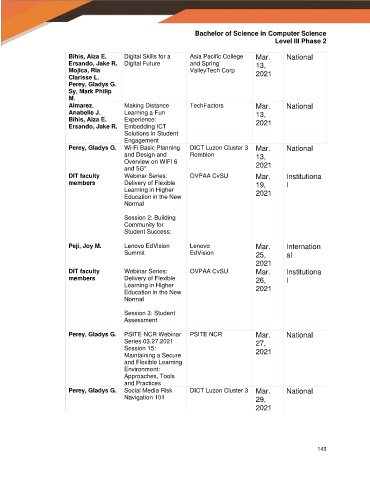 Bachelor of Science in Computer Science
Level III Phase 2
Bihis, Aiza E. Digital Skills for a Asia Pacific College Mar. National
Ersando, Jake R. Digital Future and Spring 13,
Mojica, Ria ValleyTech Corp 2021
Clarisse L.
Perey, Gladys G.
Sy, Mark Philip
M.
Almarez, Making Distance TechFactors Mar. National
Anabelle J. Learning a Fun 13,
Bihis, Aiza E. Experience: 2021
Ersando, Jake R. Embedding ICT
Solutions in Student
Engagement
Perey, Gladys G. Wi-Fi Basic Planning DICT Luzon Cluster 3 Mar. National
and Design and Romblon 13,
Overview on WIFI 6 2021
and 5G"
DIT faculty Webinar Series: OVPAA CvSU Mar. Instituciona
members Delivery of Flexible 19, l
Learning in Higher 2021
Education in the New
Normal
Session 2: Building
Community for
Student Success:
Peji, Joy M. Lenovo EdVision Lenovo Mar. Internation
Summit EdVision 25, al
2021
DIT faculty Webinar Series: OVPAA CvSU Mar. Institutiona
members Delivery of Flexible 26, l
Learning in Higher 2021
Education in the New
Normal
Session 3: Student
Assessment
Perey, Gladys G. PSITE-NCR Webinar PSITE NCR Mar. National
Series 03.27.2021 27,
Session 15: 2021
Maintaining a Secure
and Flexible Learning
Environment:
Approaches, Tools
and Practices
Perey, Gladys G. Social Media Risk DICT Luzon Cluster 3 Mar. National
Navigation 101 29,
2021
143